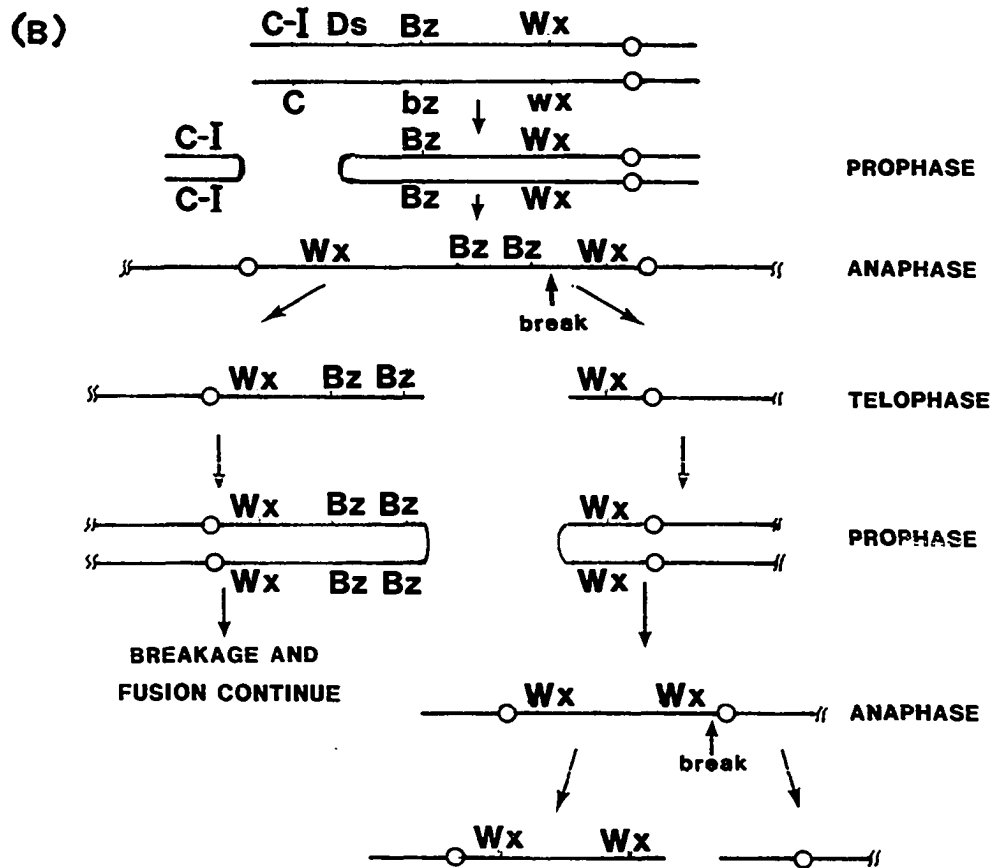 (B)
C-I Ds Bz Wx
C bz wx
C-I Bz Wx
PROPHASE
C-I Bz Wx
Wx Bz Bz Wx
ANAPHASE
break
Wx Bz Bz Wx
TELOPHASE
Wx Bz Bz Wx
PROPHASE
Wx Bz Bz Wx
BREAKAGE AND
FUSION CONTINUE
Wx Wx
ANAPHASE
break
Wx Wx